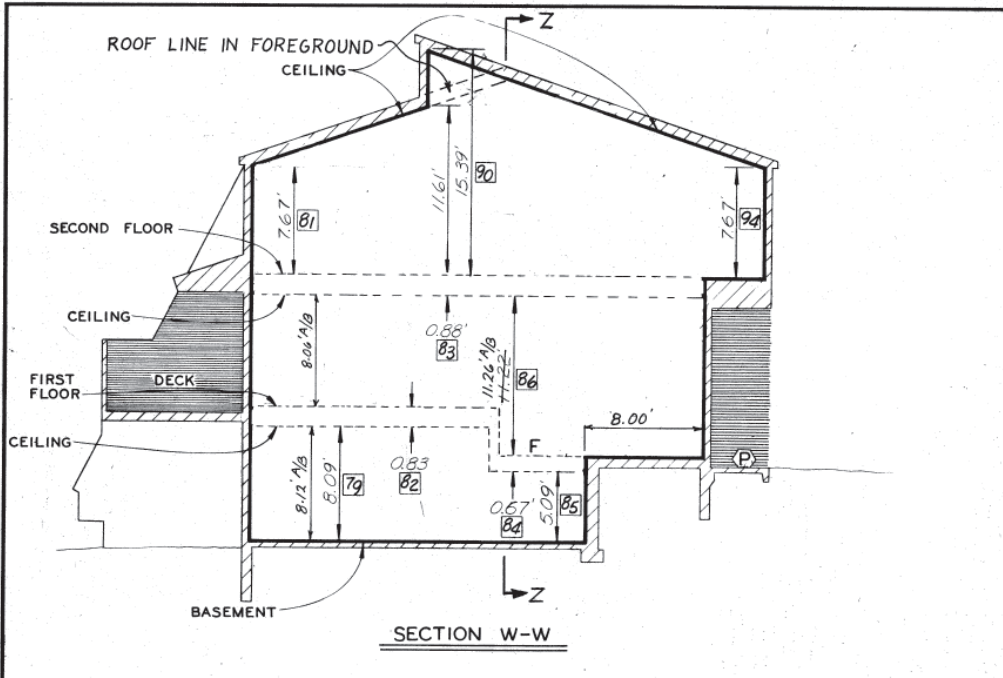 Z
ROOF LINE IN FOREGROUND
CEILING
11.61'
15.39'
90
7.67'
81
7.67'
94
SECOND FLOOR
CEILING
0.88'
83
8.06' A/B
11.26' A/B
11.22'
86
FIRST FLOOR
DECK
8.00'
CEILING
F
P
8.12' A/B
8.09'
79
0.83
82
0.67'
84
5.09'
85
Z
BASEMENT
SECTION W-W